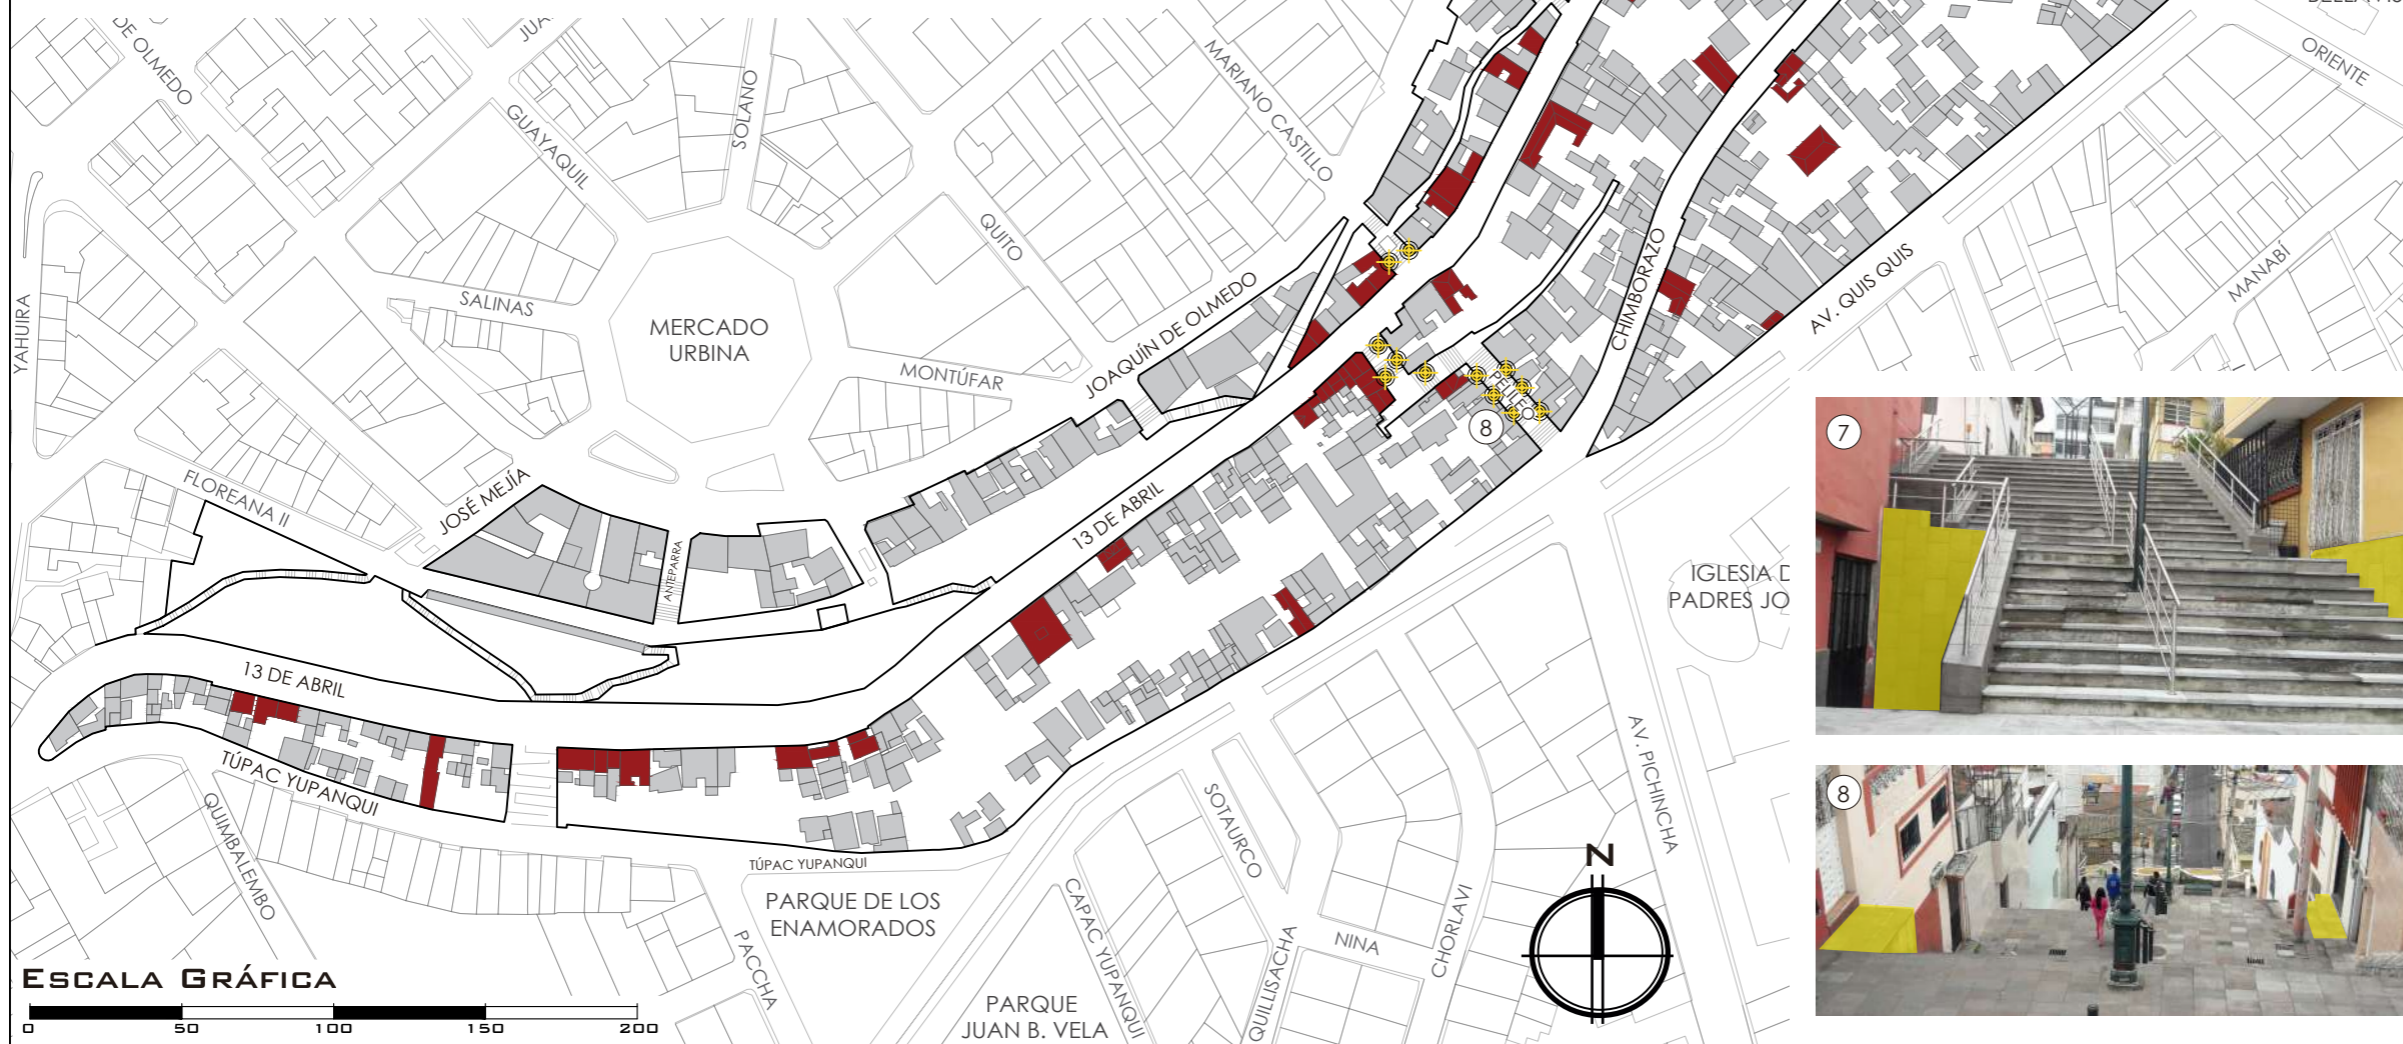 DE OLMEDO
GUAYAQUIL
SOLANO
MARIANO CASTILLO
ORIENTE
QUITO
YAHUIRA
SALINAS
MERCADO
URBINA
MONTÚFAR
JOAQUÍN DE OLMEDO
CHIMBORAZO
AV. QUIS QUIS
MANABÍ
PELILEO
8
7
FLOREANA II
JOSÉ MEJÍA
ANTEPARRA
13 DE ABRIL
IGLESIA D
PADRES JO
13 DE ABRIL
TÚPAC YUPANQUI
QUIMBALEMBO
TÚPAC YUPANQUI
PARQUE DE LOS
ENAMORADOS
PACCHA
CAPAC YUPANQUI
SOTAURCO
QUILLISACHA
NINA
CHORLAVI
AV. PICHINCHA
N
8
PARQUE
JUAN B. VELA
ESCALA GRÁFICA
0 50 100 150 200